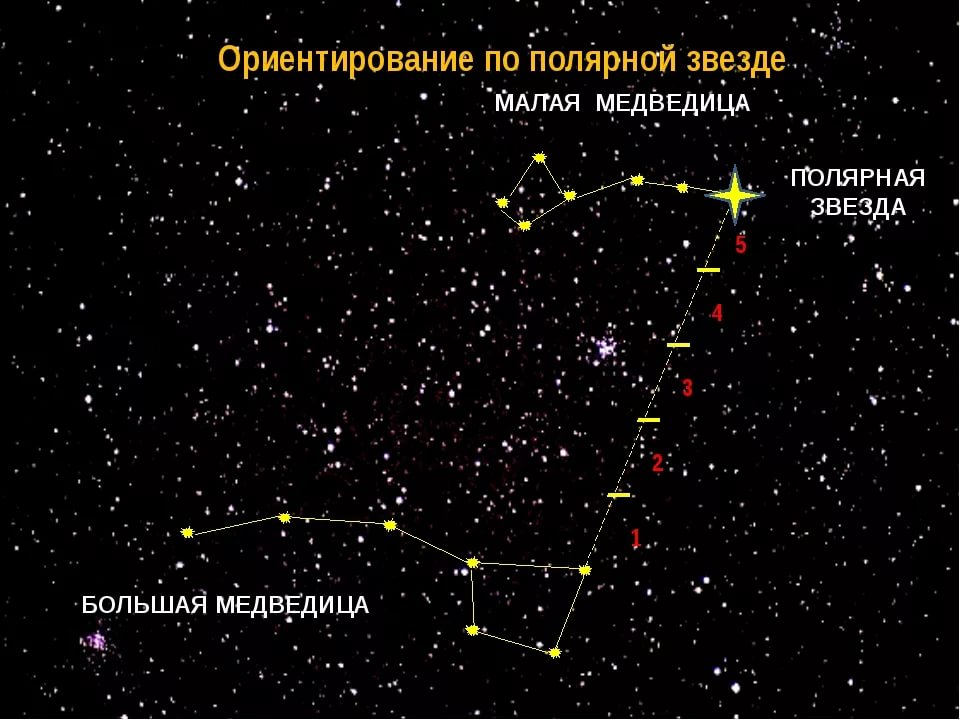 Ориентирование по полярной звезде
МАЛАЯ МЕДВЕДИЦА
ПОЛЯРНАЯ
ЗВЕЗДА
5
4
3
2
1
БОЛЬШАЯ МЕДВЕДИЦА